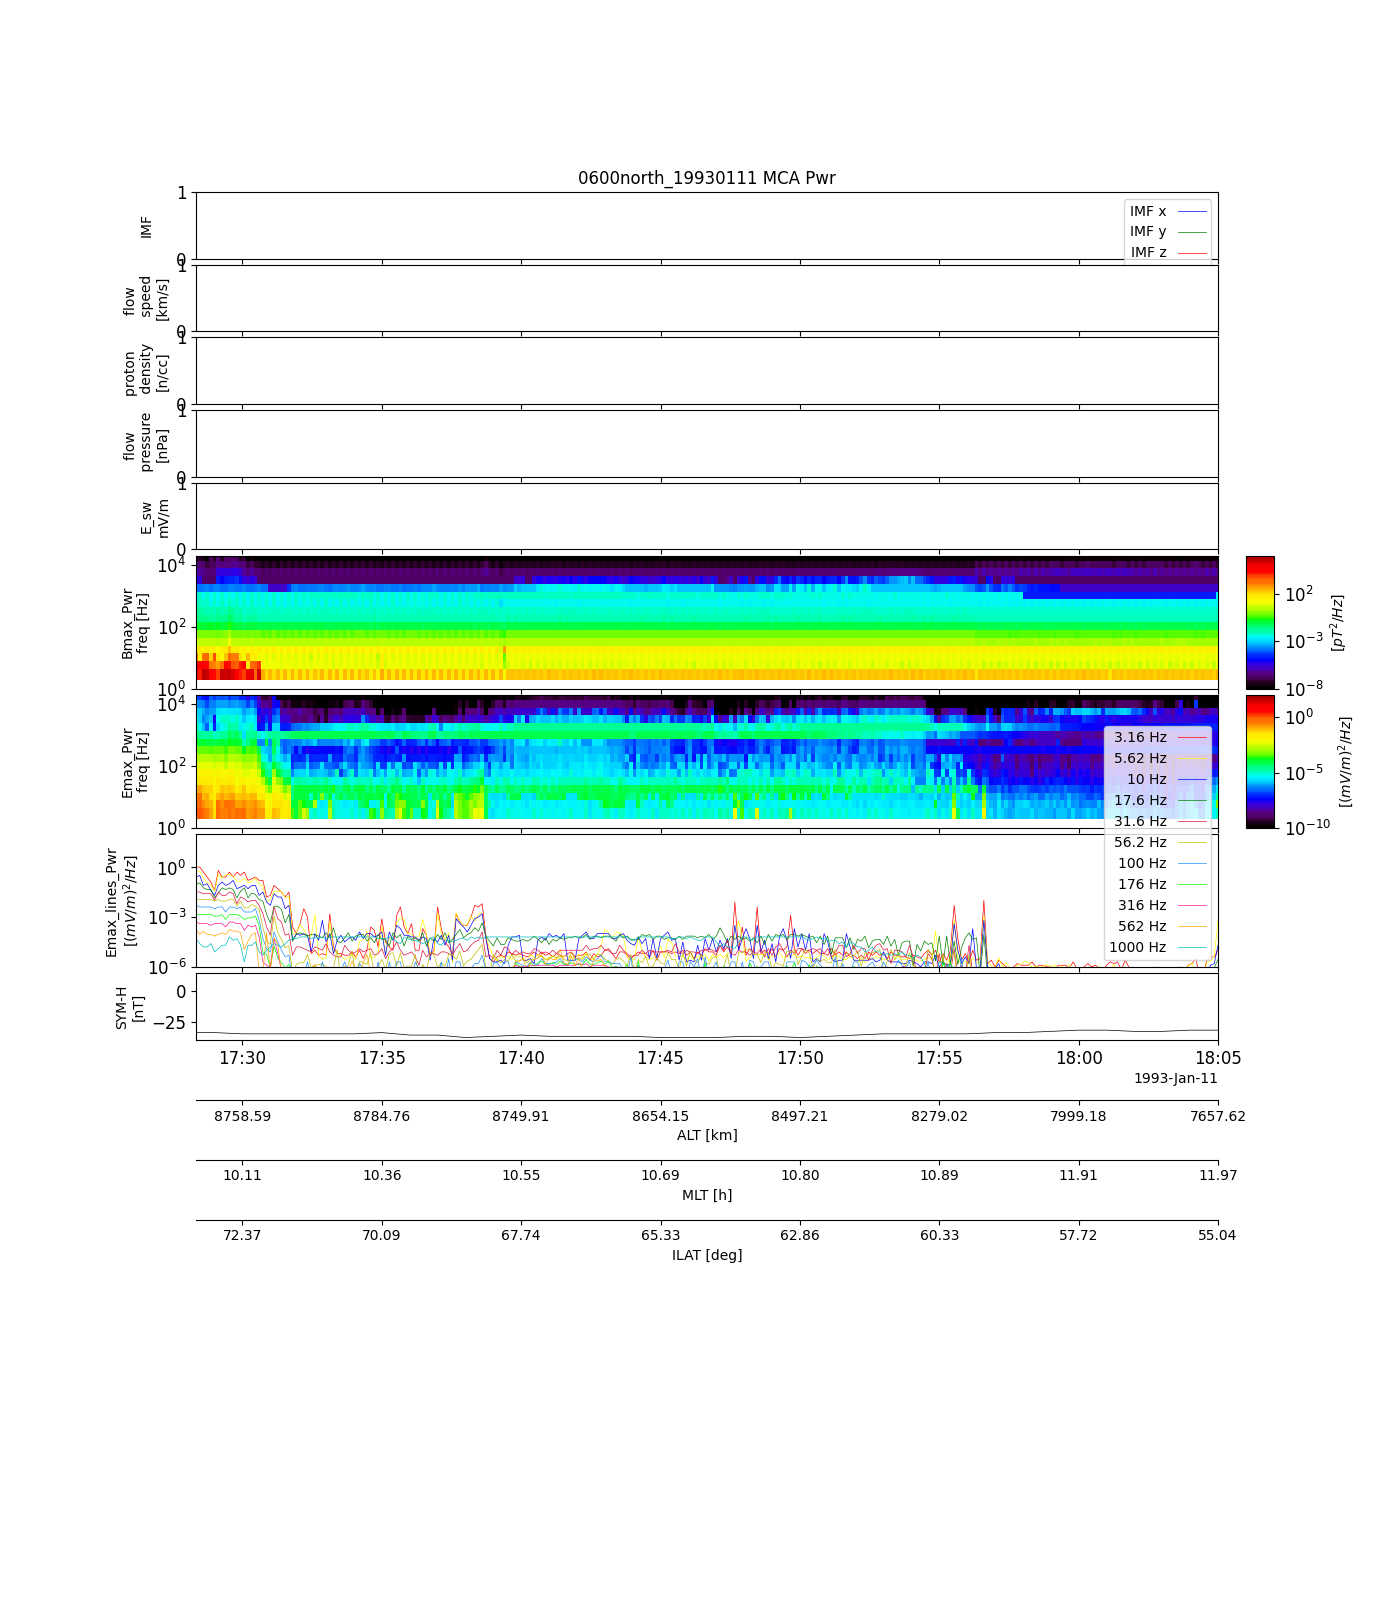 0600north_19930111 MCA Pwr
1
IMF
0
IMF x
IMF y
IMF z
1
flow
speed
[km/s]
0
1
proton
density
[n/cc]
0
1
flow
pressure
[nPa]
0
1
E_sw
mV/m
0
10^4
10^2
10^0
Bmax_Pwr
freq [Hz]
10^2
10^-3
10^-8
[pT^2/Hz]
10^4
10^2
10^0
Emax_Pwr
freq [Hz]
10^0
10^-5
10^-10
[(mV/m)^2/Hz]
3.16 Hz
5.62 Hz
10 Hz
17.6 Hz
31.6 Hz
56.2 Hz
100 Hz
176 Hz
316 Hz
562 Hz
1000 Hz
10^0
10^-3
10^-6
Emax_lines_Pwr
[(mV/m)^2/Hz]
0
−25
SYM-H
[nT]
17:30 17:35 17:40 17:45 17:50 17:55 18:00 18:05
1993-Jan-11
8758.59 8784.76 8749.91 8654.15 8497.21 8279.02 7999.18 7657.62
ALT [km]
10.11 10.36 10.55 10.69 10.80 10.89 11.91 11.97
MLT [h]
72.37 70.09 67.74 65.33 62.86 60.33 57.72 55.04
ILAT [deg]